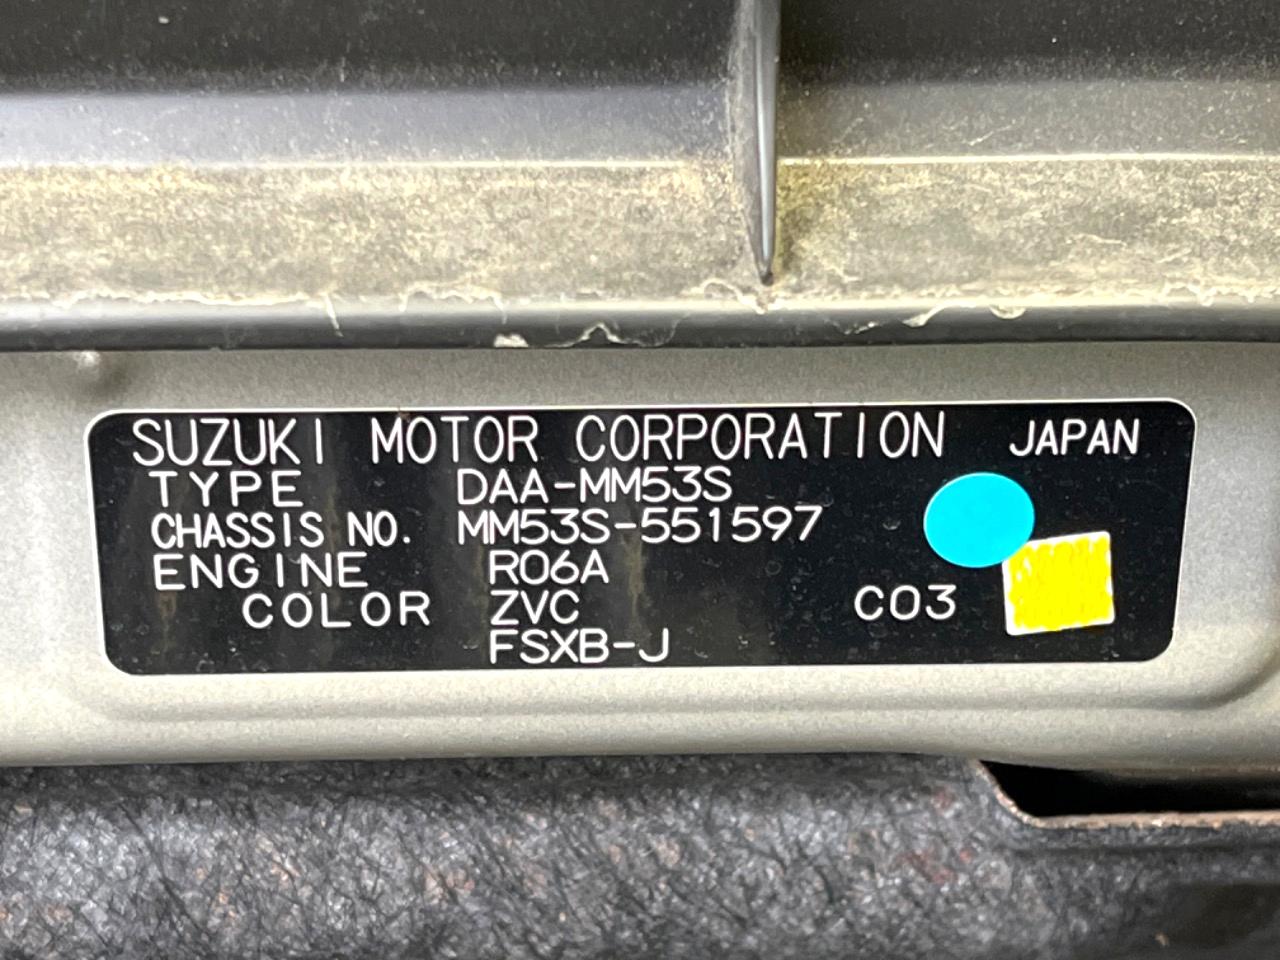 SUZUKI MOTOR CORPORATION JAPAN
TYPE DAA-MM53S
CHASSIS NO. MM53S-551597
ENGINE R06A
COLOR ZVC C03
FSXB-J